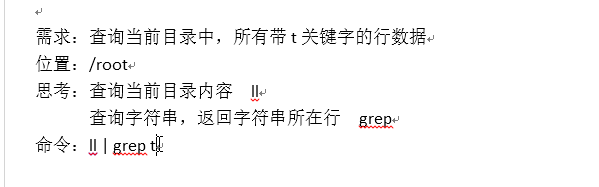 需求：查询当前目录中，所有带 t 关键字的行数据
位置：/root
思考：查询当前目录内容 ll
查询字符串，返回字符串所在行 grep
命令：ll | grep t